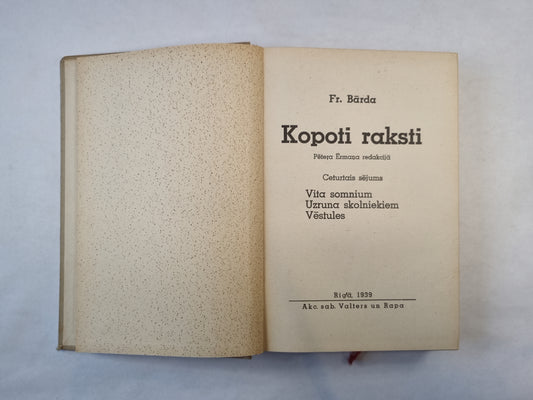 Fr. Bārda
Kopoti raksti
Pēteŗa Ērmaņa redakcijā
Ceturtais sējums
Vita somnium
Uzruna skolniekiem
Vēstules
Rīgā, 1939
Akc. sab. Valters un Rapa